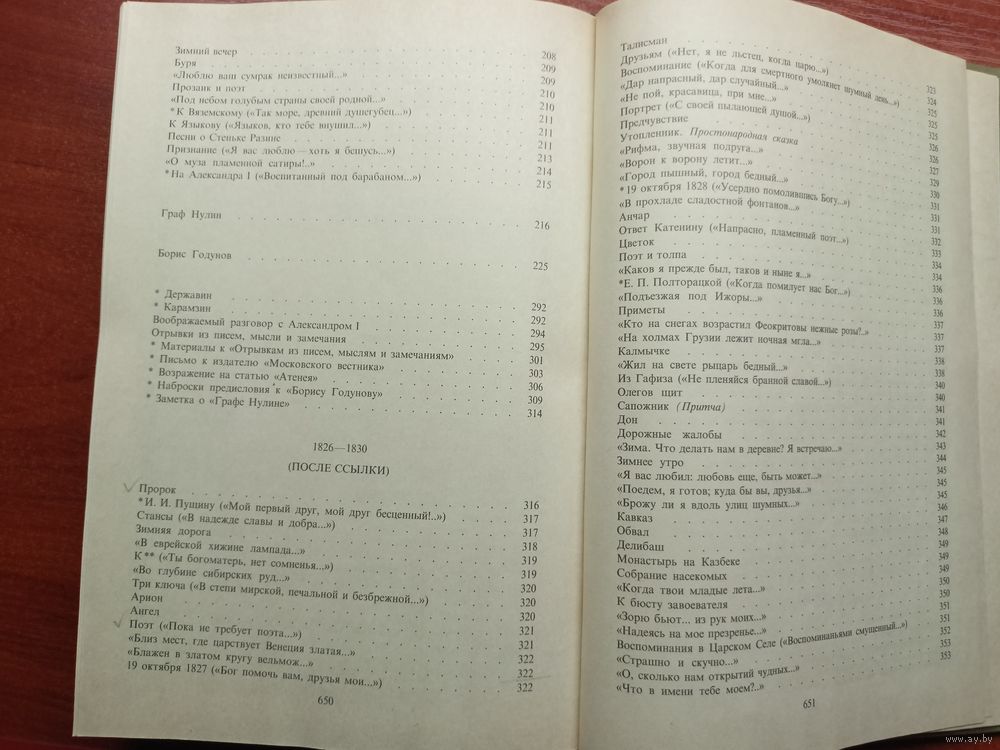 Зимний вечер 208
Буря 209
«Люблю ваш сумрак неизвестный...» 209
Прозаик и поэт 210
«Под небом голубым страны своей родной...» 210
* К Вяземскому («Так море, древний душегубец...») 211
К Языкову («Языков, кто тебе внушил...») 211
Песни о Стеньке Разине 211
Признание («Я вас люблю — хоть я бешусь...») 213
«О муза пламенной сатиры!..» 214
* На Александра I («Воспитанный под барабаном...») 215
Граф Нулин 216
Борис Годунов 225
* Державин 292
* Карамзин 292
Воображаемый разговор с Александром I 294
Отрывки из писем, мысли и замечания 295
* Материалы к «Отрывкам из писем, мыслям и замечаниям» 301
* Письмо к издателю «Московского вестника» 303
* Возражение на статью «Атенея» 306
* Наброски предисловия к «Борису Годунову» 309
* Заметка о «Графе Нулине» 314
1826—1830
(ПОСЛЕ ССЫЛКИ)
Пророк 316
* И. И. Пущину («Мой первый друг, мой друг бесценный!..») 317
Стансы («В надежде славы и добра...») 317
Зимняя дорога 318
«В еврейской хижине лампада...» 319
К ** («Ты богоматерь, нет сомненья...») 319
«Во глубине сибирских руд...» 320
Три ключа («В степи мирской, печальной и безбрежной...») 320
Арион 320
Ангел 321
Поэт («Пока не требует поэта...») 321
«Близ мест, где царствует Венеция златая...» 322
«Блажен в златом кругу вельмож...» 322
19 октября 1827 («Бог помочь вам, друзья мои...») 322
650
Талисман
Друзьям («Нет, я не льстец, когда царю...») 323
Воспоминание («Когда для смертного умолкнет шумный день...») 324
«Дар напрасный, дар случайный...» 325
«Не пой, красавица, при мне...» 325
Портрет («С своей пылающей душой...») 325
Предчувствие 326
Утопленник. Простонародная сказка 326
«Рифма, звучная подруга...» 327
«Ворон к ворону летит...» 329
«Город пышный, город бедный...» 330
* 19 октября 1828 («Усердно помолившись Богу...») 331
«В прохладе сладостной фонтанов...» 331
Анчар 331
Ответ Катенину («Напрасно, пламенный поэт...») 332
Цветок 333
Поэт и толпа 334
«Каков я прежде был, таков и ныне я...» 334
* Е. П. Полторацкой («Когда помилует нас Бог...») 336
«Подъезжая под Ижоры...» 336
Приметы 337
«Кто на снегах возрастил Феокритовы нежные розы?..» 337
«На холмах Грузии лежит ночная мгла...» 337
Калмычке 338
«Жил на свете рыцарь бедный...» 338
Из Гафиза («Не пленяйся бранной славой...») 340
Олегов щит 340
Сапожник (Притча) 341
Дон 341
Дорожные жалобы 342
«Зима. Что делать нам в деревне? Я встречаю...» 343
Зимнее утро 344
«Я вас любил: любовь еще, быть может...» 345
«Поедем, я готов; куда бы вы, друзья...» 345
«Брожу ли я вдоль улиц шумных...» 345
Кавказ 346
Обвал 347
Делибаш 348
Монастырь на Казбеке 349
Собрание насекомых 349
«Когда твои младые лета...» 349
К бюсту завоевателя 350
«Зорю бьют... из рук моих...» 350
«Надеясь на мое презренье...» 351
Воспоминания в Царском Селе («Воспоминаньями смущенный...») 351
«Страшно и скучно...» 352
«О, сколько нам открытий чудных...» 353
«Что в имени тебе моем?..» 353
651
www.ay.by